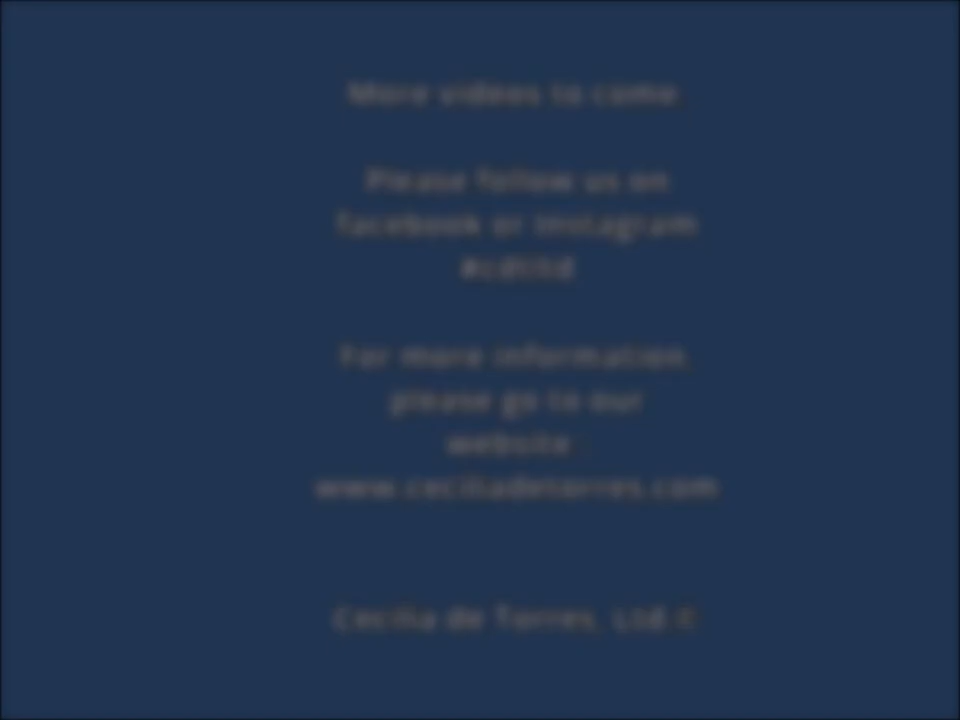 More videos to come
Please follow us on
facebook or Instagram
#cdtltd
For more information,
please go to our
website :
www.ceciliadetorres.com
Cecilia de Torres, Ltd.©